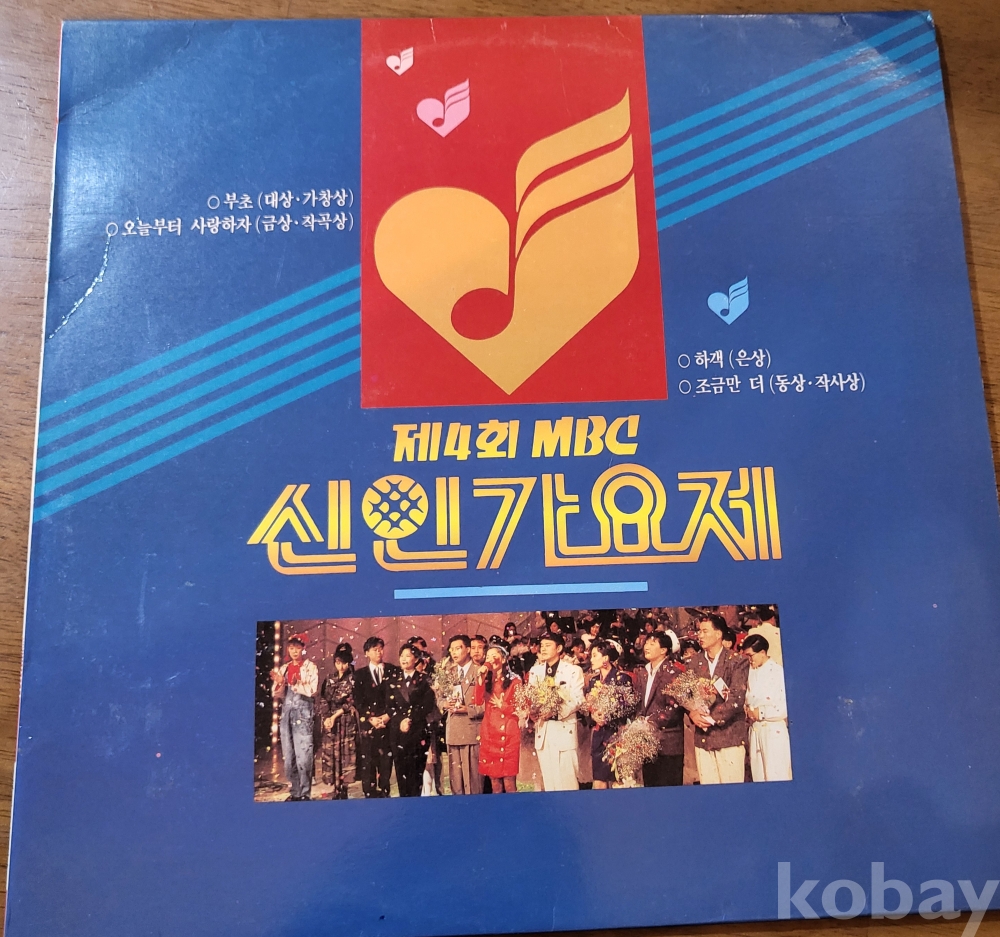 ○ 부초 (대상·가창상)
○ 오늘부터 사랑하자 (금상·작곡상)
○ 하객 (은상)
○ 조금만 더 (동상·작사상)
제4회 MBC
신인가요제
kobay